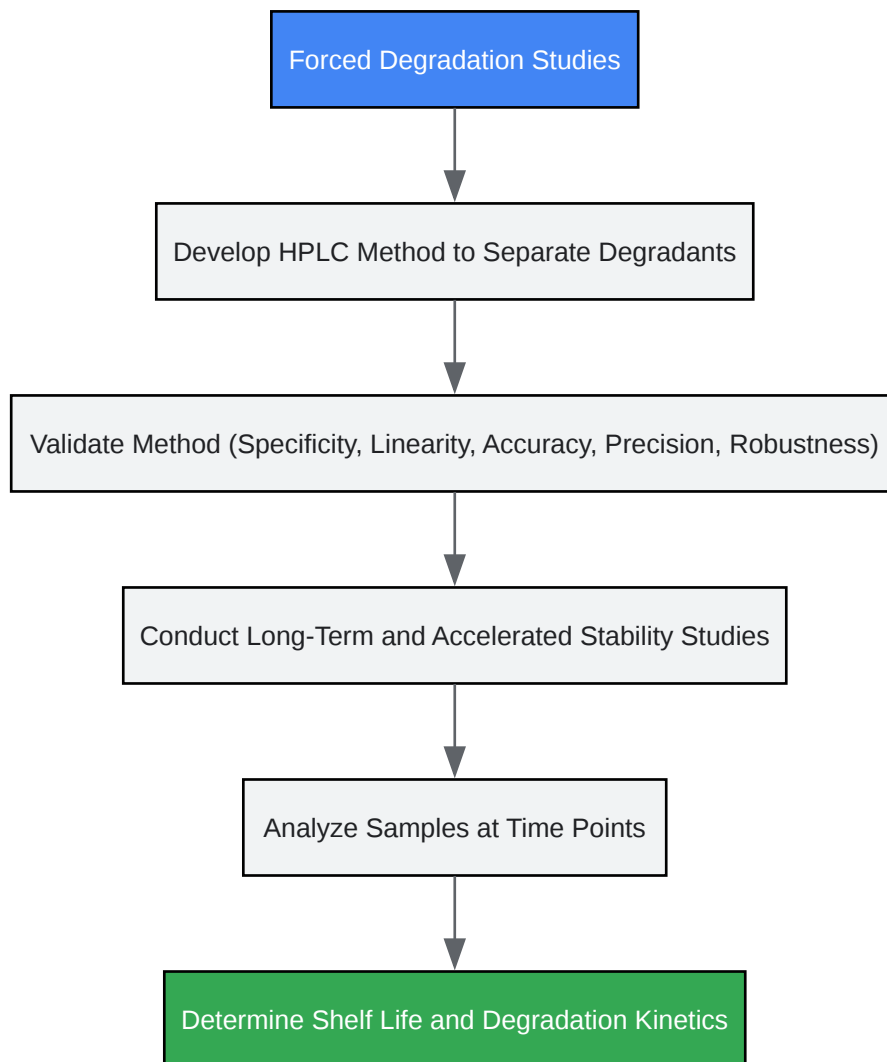 Forced Degradation Studies
Develop HPLC Method to Separate Degradants
Validate Method (Specificity, Linearity, Accuracy, Precision, Robustness)
Conduct Long-Term and Accelerated Stability Studies
Analyze Samples at Time Points
Determine Shelf Life and Degradation Kinetics